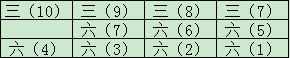 三（10） 三（9） 三（8） 三（7）
六（7） 六（6） 六（5）
六（4） 六（3） 六（2） 六（1）